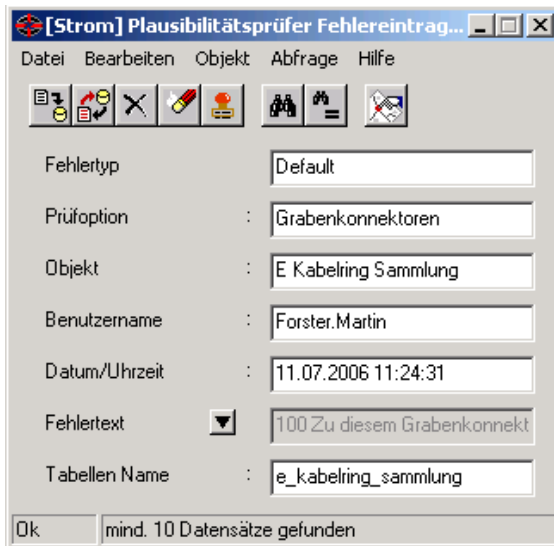 [Strom] Plausibilitätsprüfer Fehlereintrag...
Datei Bearbeiten Objekt Abfrage Hilfe
Fehlertyp Default
Prüfoption : Grabenkonnektoren
Objekt : E Kabelring Sammlung
Benutzername : Forster.Martin
Datum/Uhrzeit : 11.07.2006 11:24:31
Fehlertext 100 Zu diesem Grabenkonnekt
Tabellen Name : e_kabelring_sammlung
Ok mind. 10 Datensätze gefunden